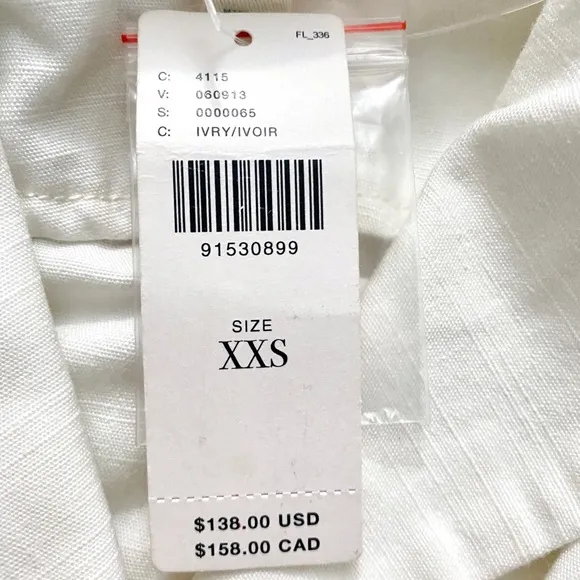 FL_336
C: 4115
V: 060913
S: 0000065
C: IVRY/IVOIR
91530899
SIZE
XXS
$138.00 USD
$158.00 CAD